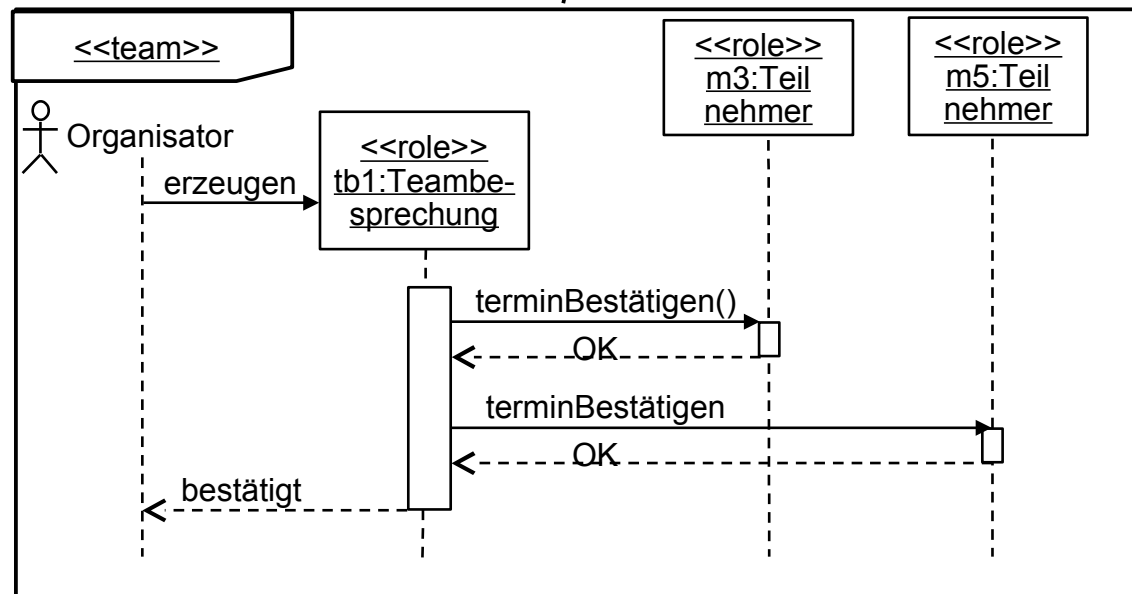 <<team>>
<<role>>
m3:Teil
nehmer
<<role>>
m5:Teil
nehmer
Organisator
<<role>>
tb1:Teambe-
sprechung
erzeugen
terminBestätigen()
OK
terminBestätigen
OK
bestätigt